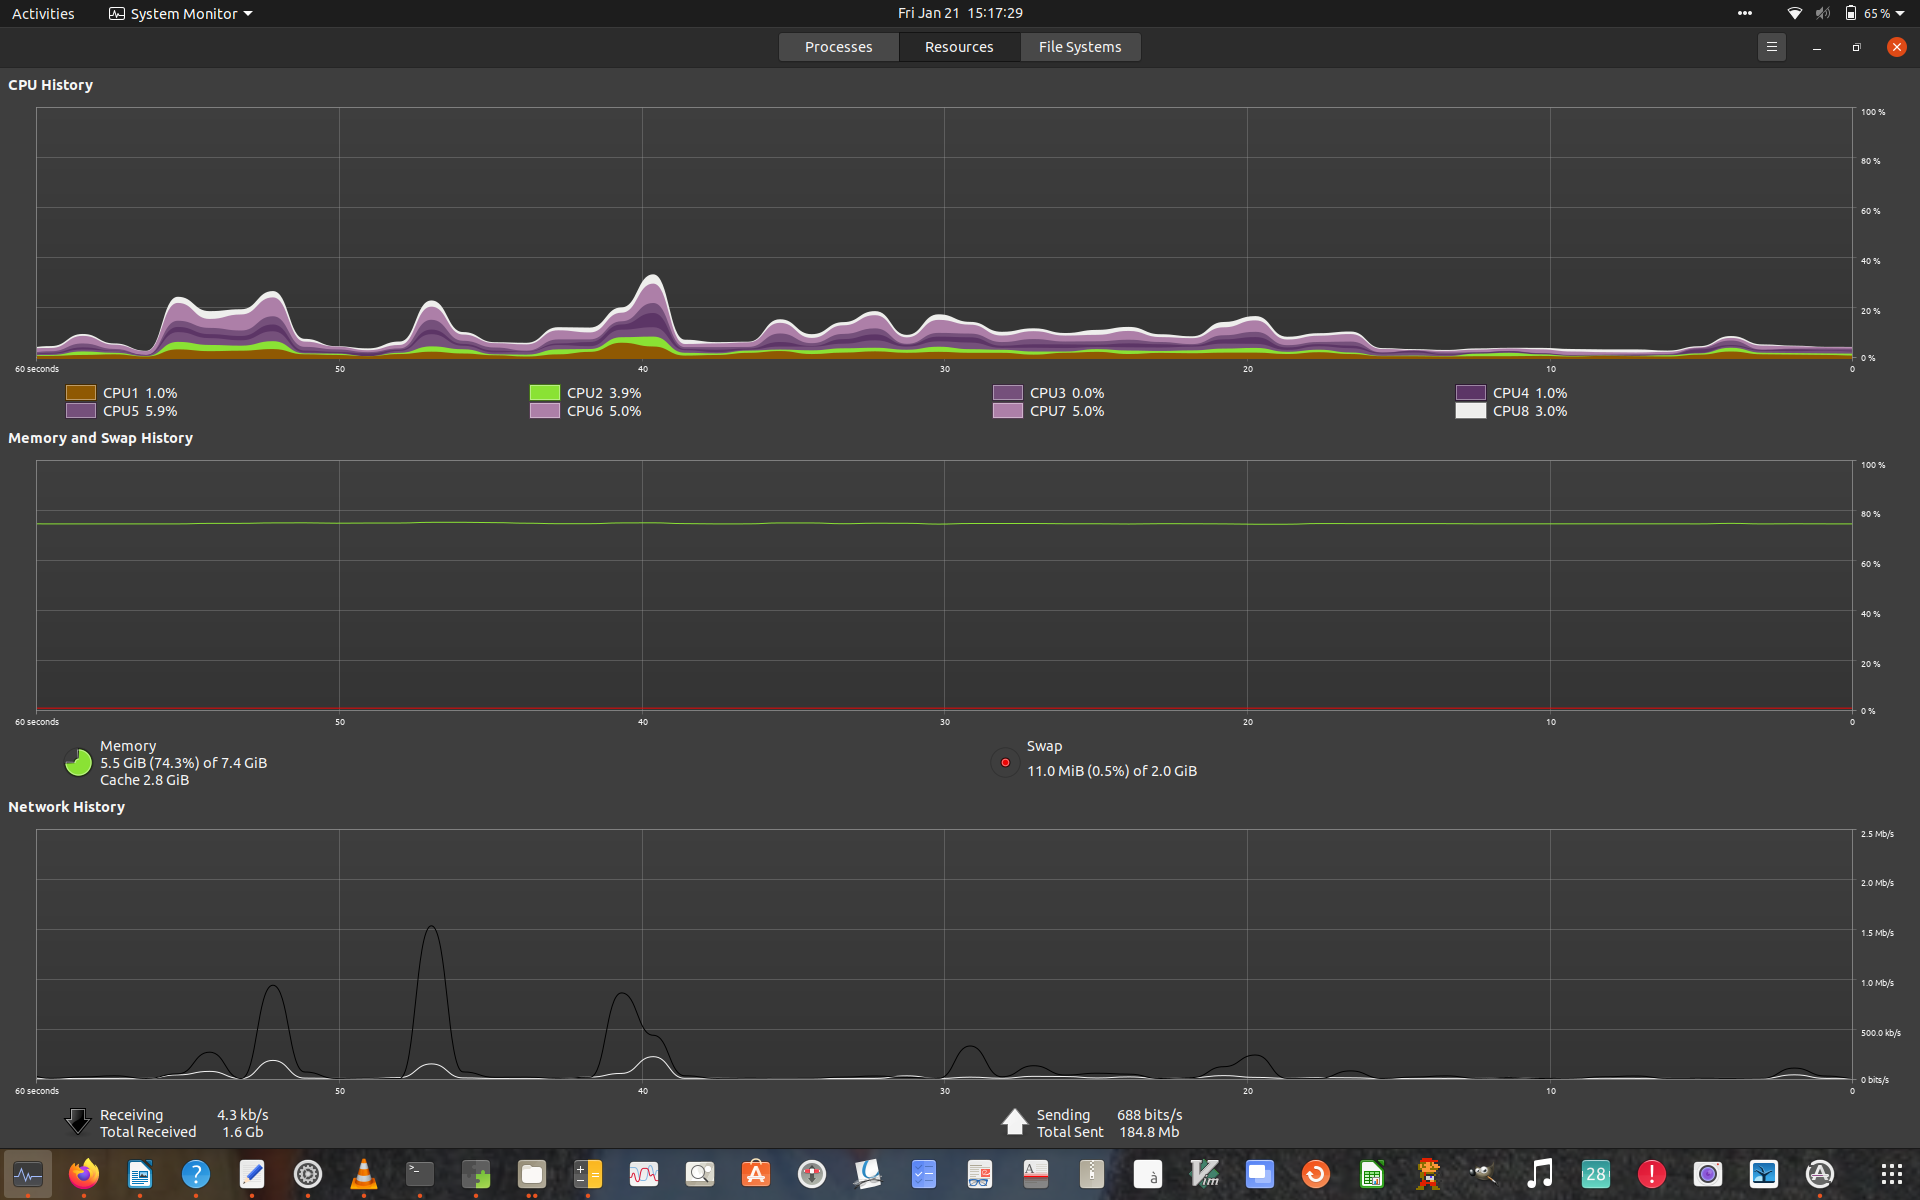 Activities System Monitor Fri Jan 21 15:17:29 65 %
Processes Resources File Systems
CPU History
100 %
80 %
60 %
40 %
20 %
0 %
60 seconds 50 40 30 20 10 0
CPU1 1.0% CPU2 3.9% CPU3 0.0% CPU4 1.0%
CPU5 5.9% CPU6 5.0% CPU7 5.0% CPU8 3.0%
Memory and Swap History
100 %
80 %
60 %
40 %
20 %
0 %
60 seconds 50 40 30 20 10 0
Memory
5.5 GiB (74.3%) of 7.4 GiB
Cache 2.8 GiB
Swap
11.0 MiB (0.5%) of 2.0 GiB
Network History
2.5 Mb/s
2.0 Mb/s
1.5 Mb/s
1.0 Mb/s
500.0 kb/s
0 bits/s
60 seconds 50 40 30 20 10 0
Receiving 4.3 kb/s
Total Received 1.6 Gb
Sending 688 bits/s
Total Sent 184.8 Mb
? >_ A à Vim 28 !